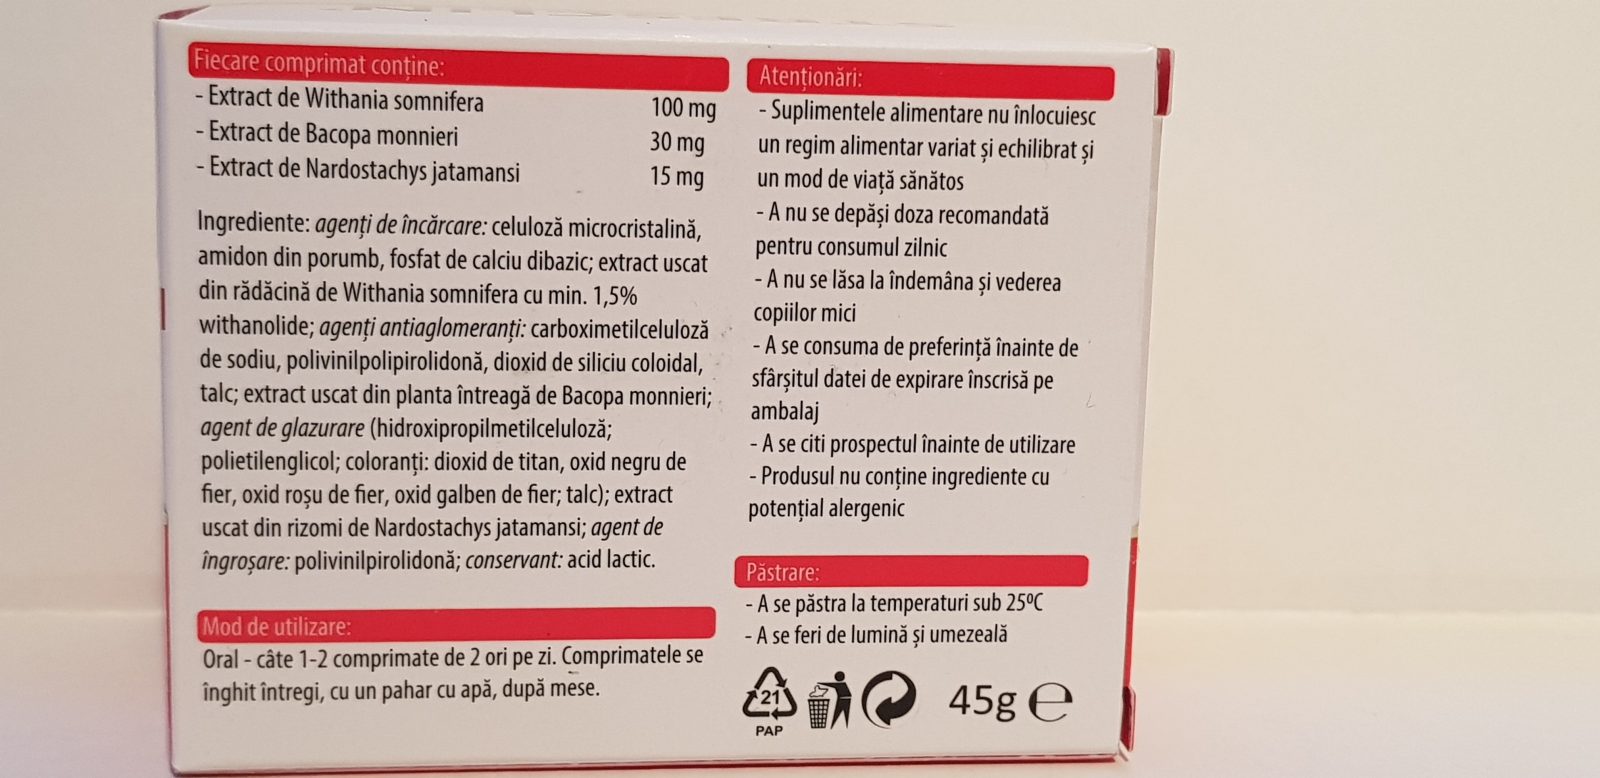 Fiecare comprimat conține:
- Extract de Withania somnifera 100 mg
- Extract de Bacopa monnieri 30 mg
- Extract de Nardostachys jatamansi 15 mg
Ingrediente: agenți de încărcare: celuloză microcristalină,
amidon din porumb, fosfat de calciu dibazic; extract uscat
din rădăcină de Withania somnifera cu min. 1,5%
withanolide; agenți antiaglomeranți: carboximetilceluloză
de sodiu, polivinilpolipirolidonă, dioxid de siliciu coloidal,
talc; extract uscat din planta întreagă de Bacopa monnieri;
agent de glazurare (hidroxipropilmetilceluloză;
polietilenglicol; coloranți: dioxid de titan, oxid negru de
fier, oxid roșu de fier, oxid galben de fier; talc); extract
uscat din rizomi de Nardostachys jatamansi; agent de
îngroșare: polivinilpirolidonă; conservant: acid lactic.
Mod de utilizare:
Oral - câte 1-2 comprimate de 2 ori pe zi. Comprimatele se
înghit întregi, cu un pahar cu apă, după mese.
Atenționări:
- Suplimentele alimentare nu înlocuiesc
un regim alimentar variat și echilibrat și
un mod de viață sănătos
- A nu se depăși doza recomandată
pentru consumul zilnic
- A nu se lăsa la îndemâna și vederea
copiilor mici
- A se consuma de preferință înainte de
sfârșitul datei de expirare înscrisă pe
ambalaj
- A se citi prospectul înainte de utilizare
- Produsul nu conține ingrediente cu
potențial alergenic
Păstrare:
- A se păstra la temperaturi sub 25ºC
- A se feri de lumină și umezeală
21
PAP
45g ℮